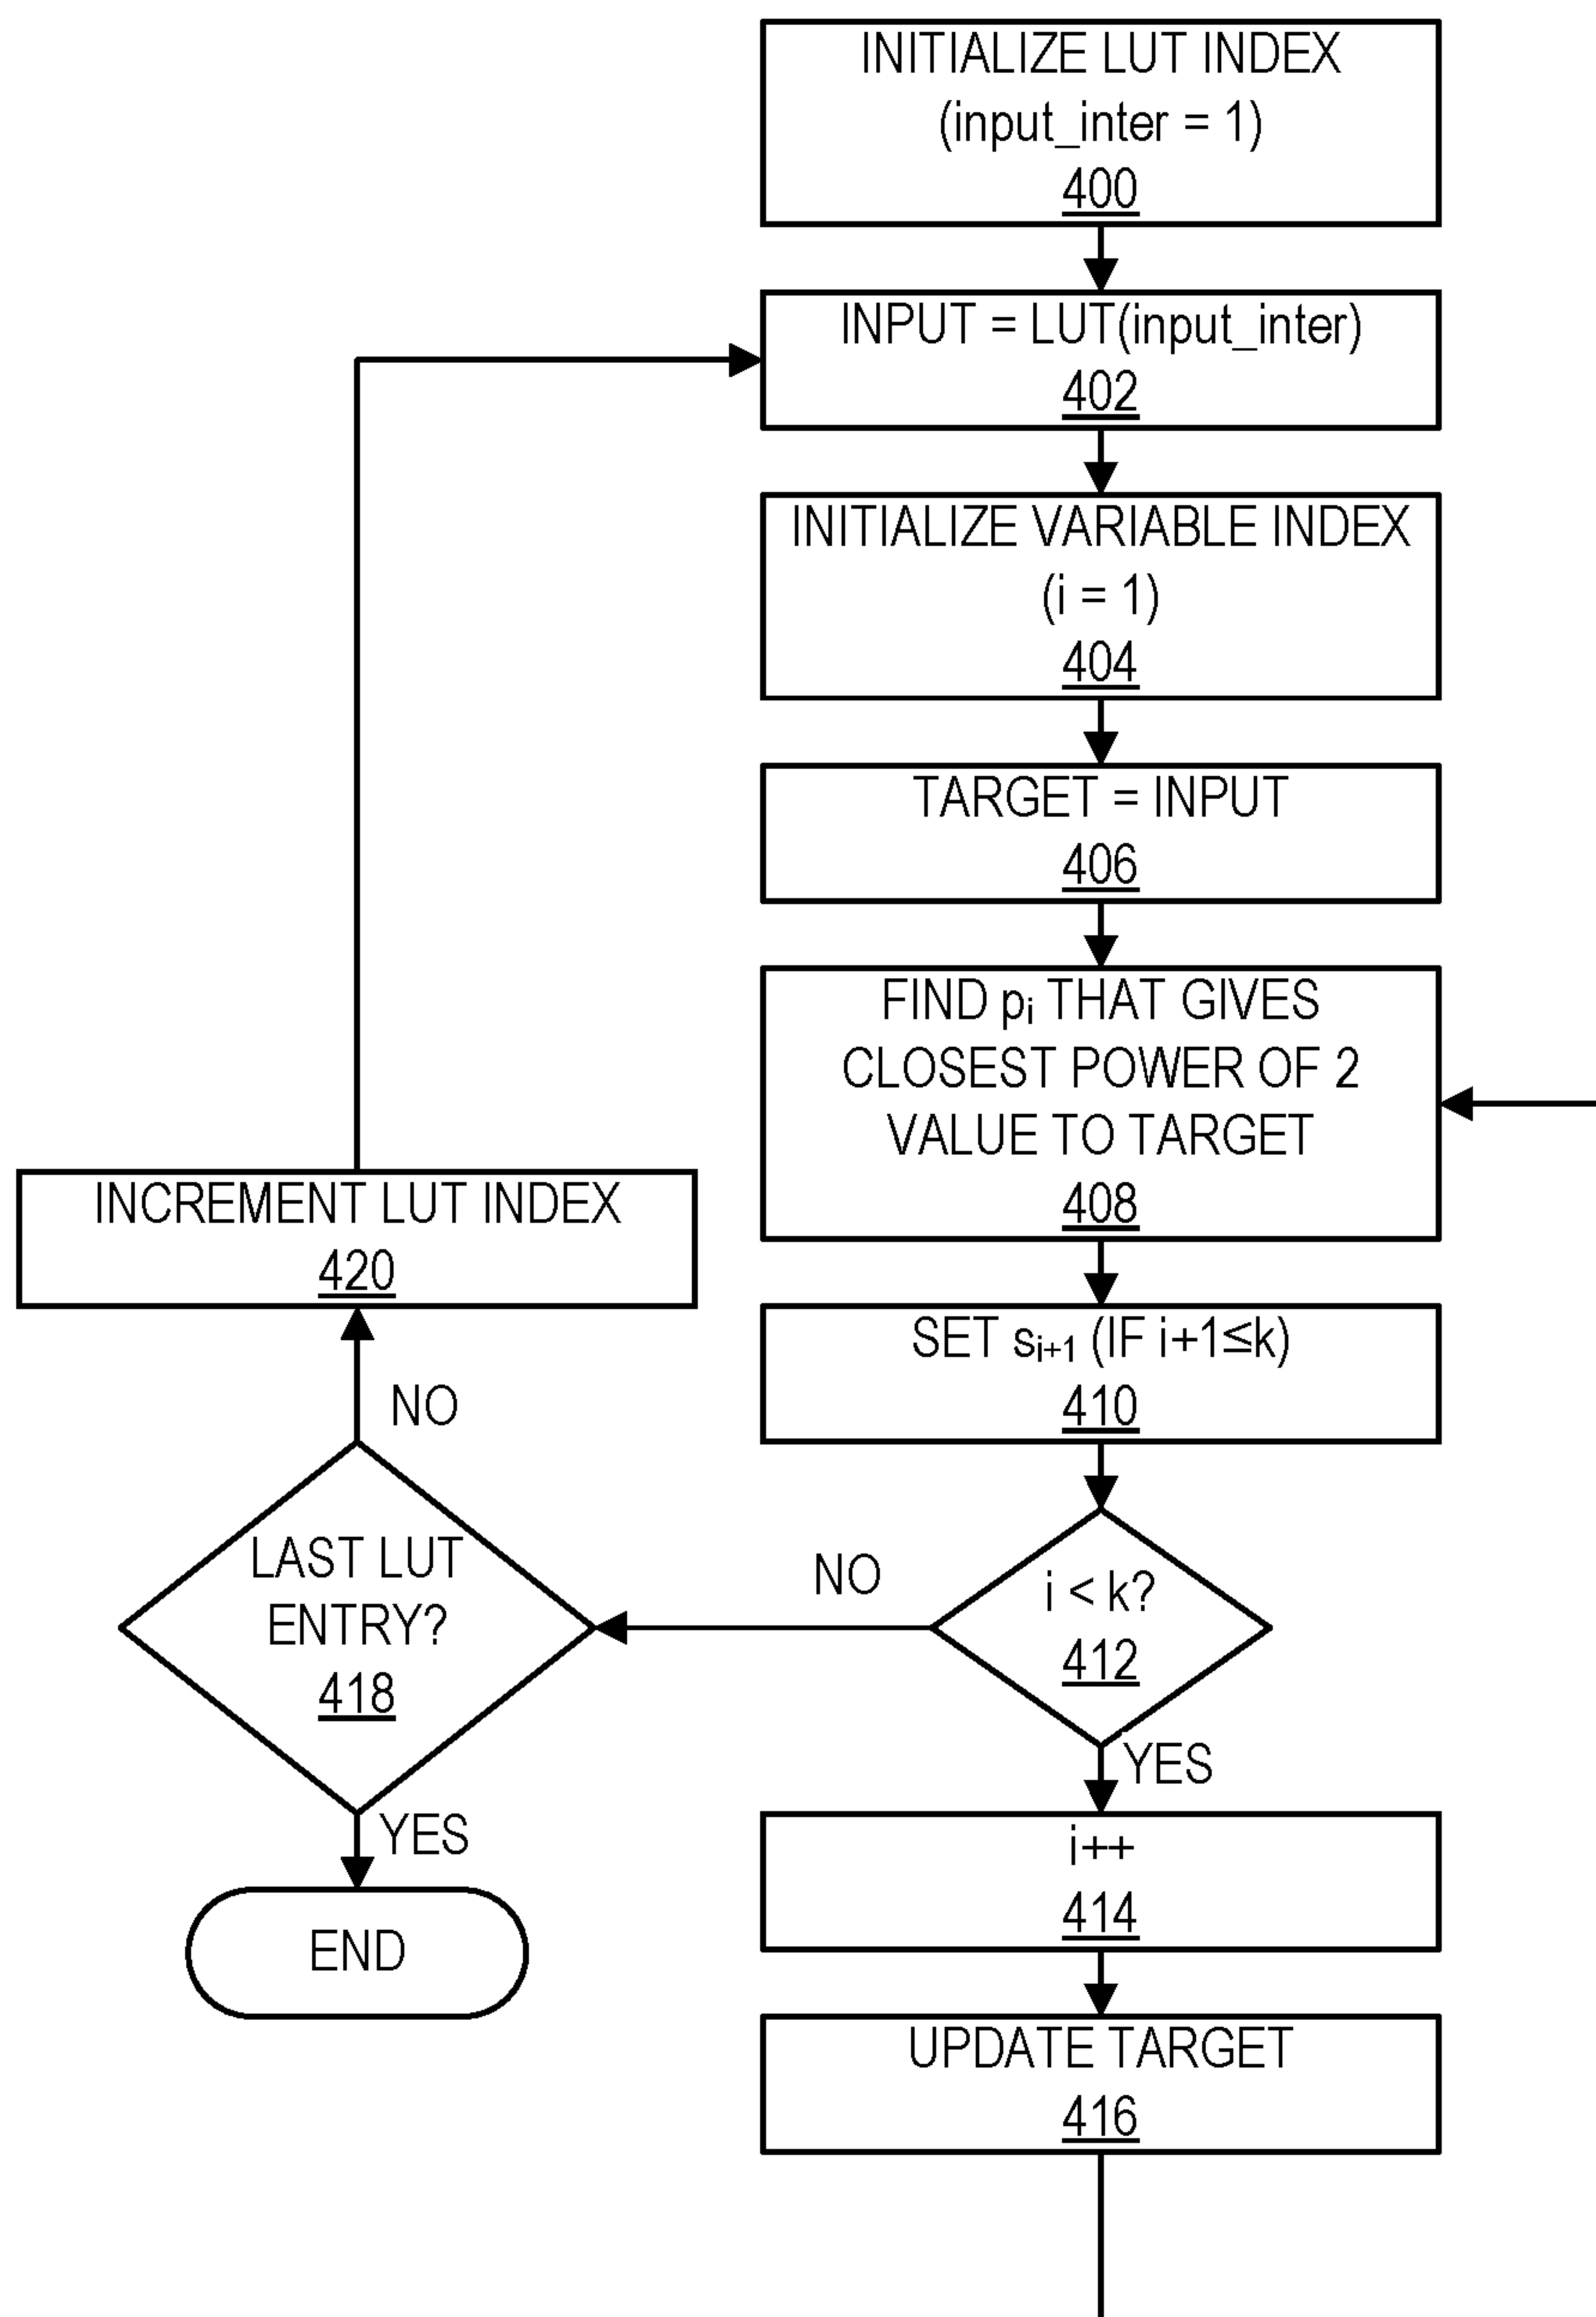 INITIALIZE LUT INDEX
(input_inter = 1)
400
INPUT = LUT(input_inter)
402
INITIALIZE VARIABLE INDEX
(i = 1)
404
TARGET = INPUT
406
FIND pᵢ THAT GIVES
CLOSEST POWER OF 2
VALUE TO TARGET
408
INCREMENT LUT INDEX
420
SET sᵢ₊₁ (IF i+1≤k)
410
NO
LAST LUT
ENTRY?
418
NO
i < k?
412
YES
YES
i++
414
END
UPDATE TARGET
416